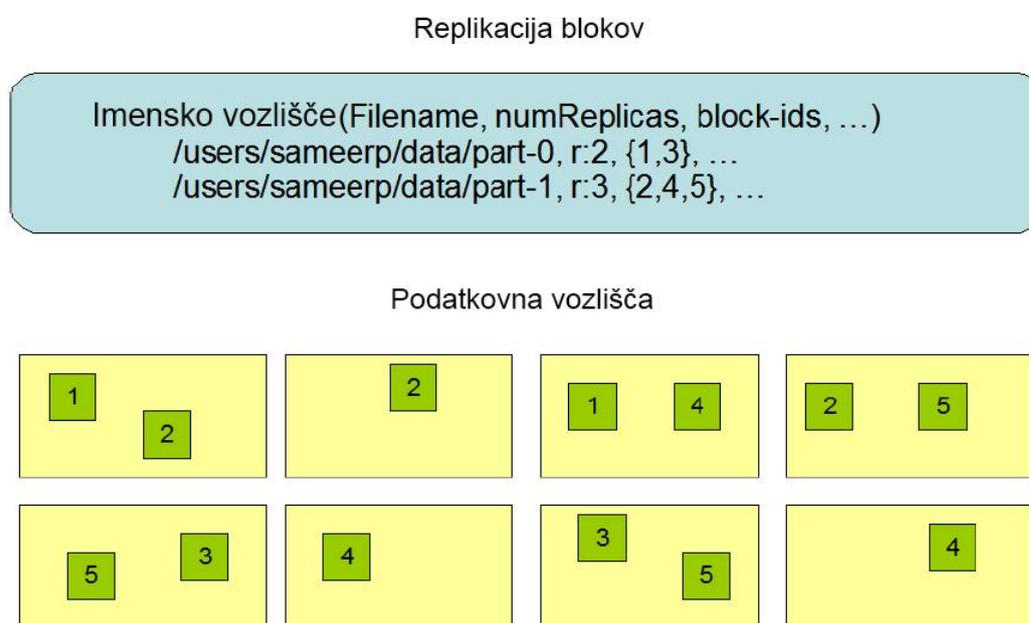 Replikacija blokov
Imensko vozlišče(Filename, numReplicas, block-ids, …)
/users/sameerp/data/part-0, r:2, {1,3}, …
/users/sameerp/data/part-1, r:3, {2,4,5}, …
Podatkovna vozlišča
1
2
2
1
4
2
5
5
3
4
3
5
4